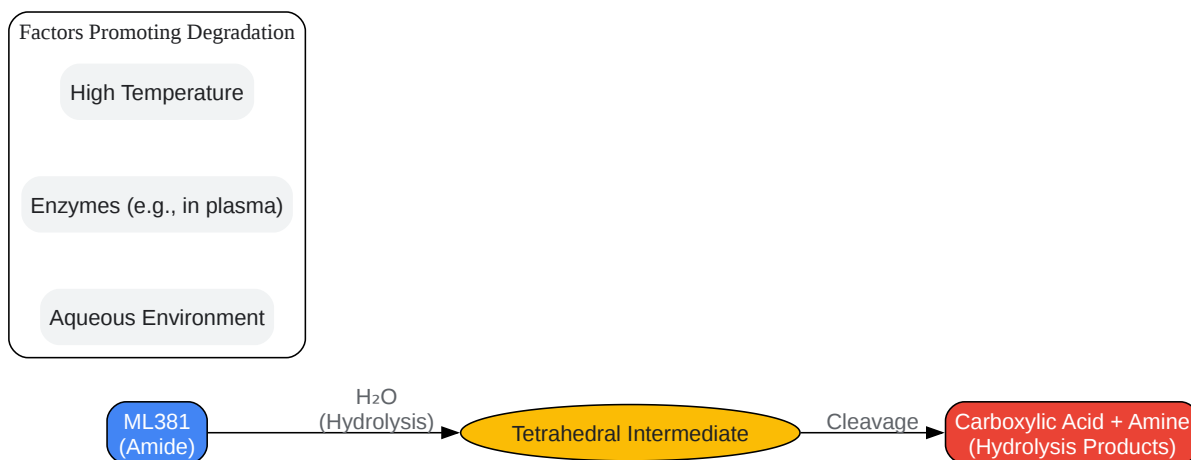 Factors Promoting Degradation
High Temperature
Enzymes (e.g., in plasma)
Aqueous Environment
ML381
(Amide)
H₂O
(Hydrolysis)
Tetrahedral Intermediate
Cleavage
Carboxylic Acid + Amine
(Hydrolysis Products)